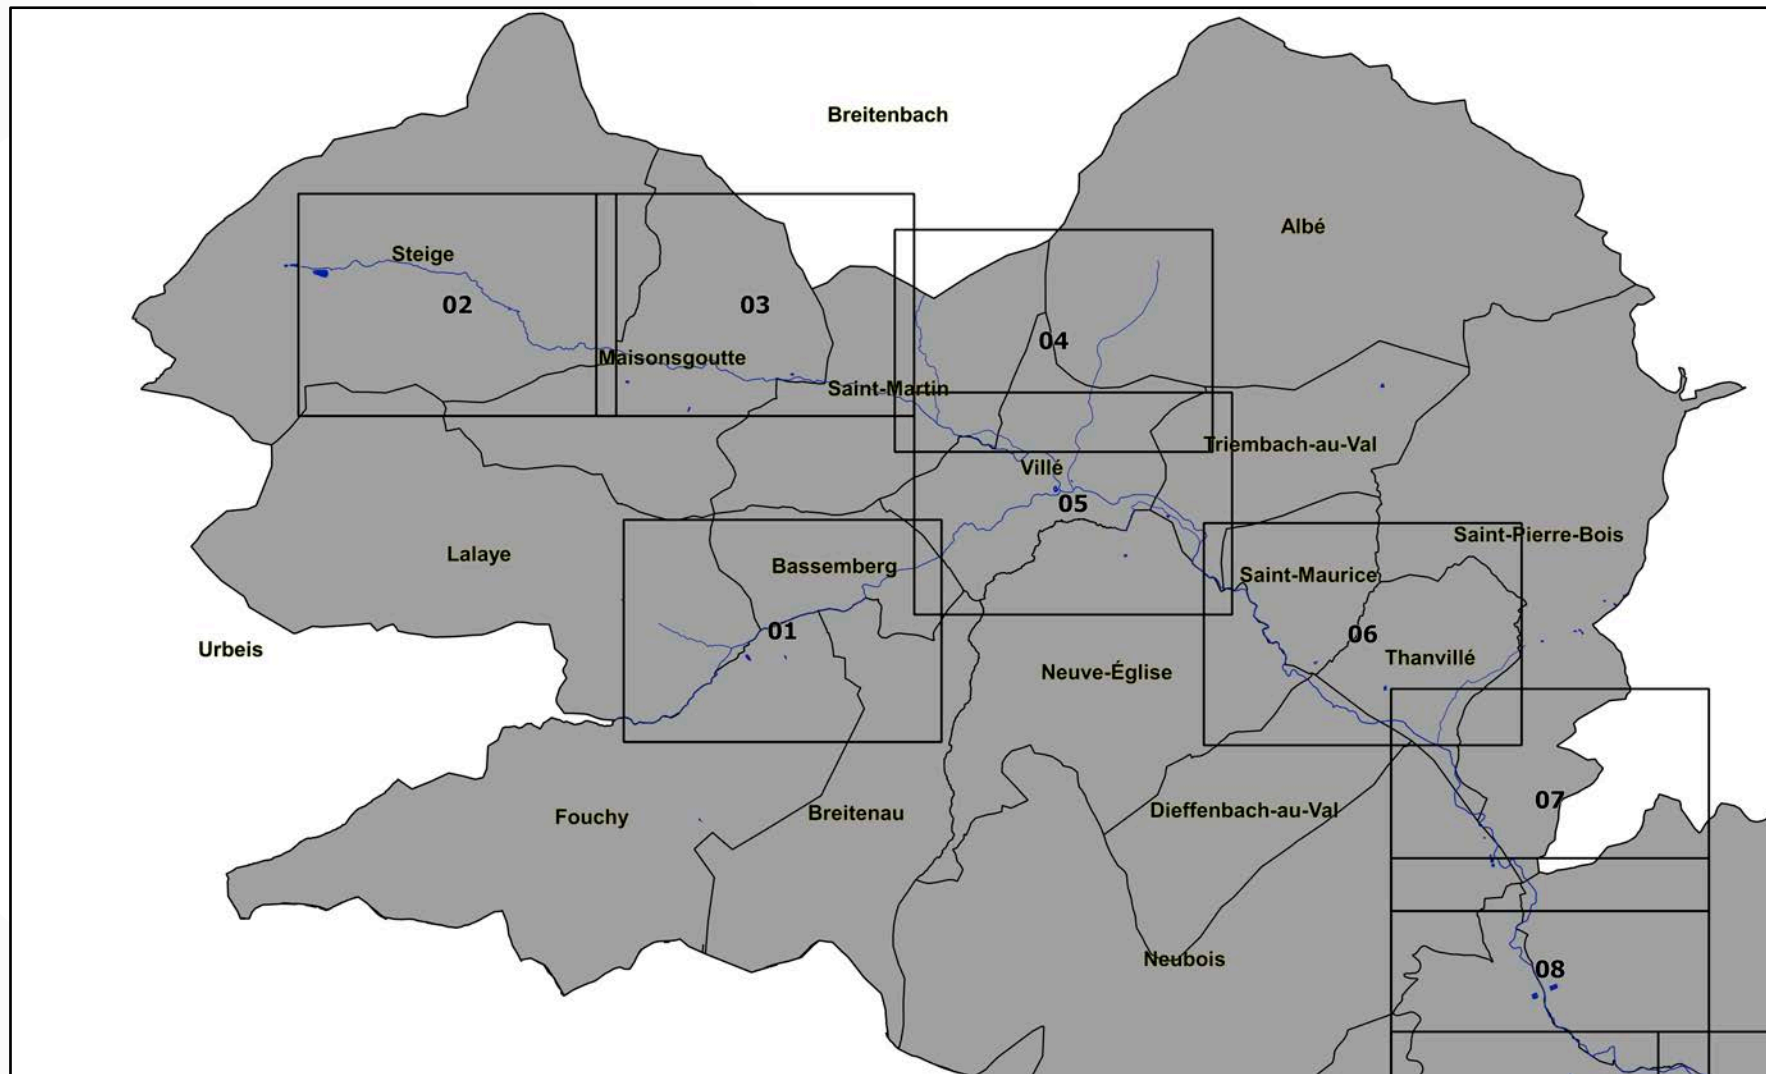 Breitenbach
Albé
Steige
02
03
04
Maisonsgoutte
Saint-Martin
Triembach-au-Val
Villé
05
Saint-Pierre-Bois
Lalaye
Bassemberg
Saint-Maurice
01
06
Urbeis
Neuve-Église
Thanvillé
07
Fouchy
Breitenau
Dieffenbach-au-Val
Neubois
08